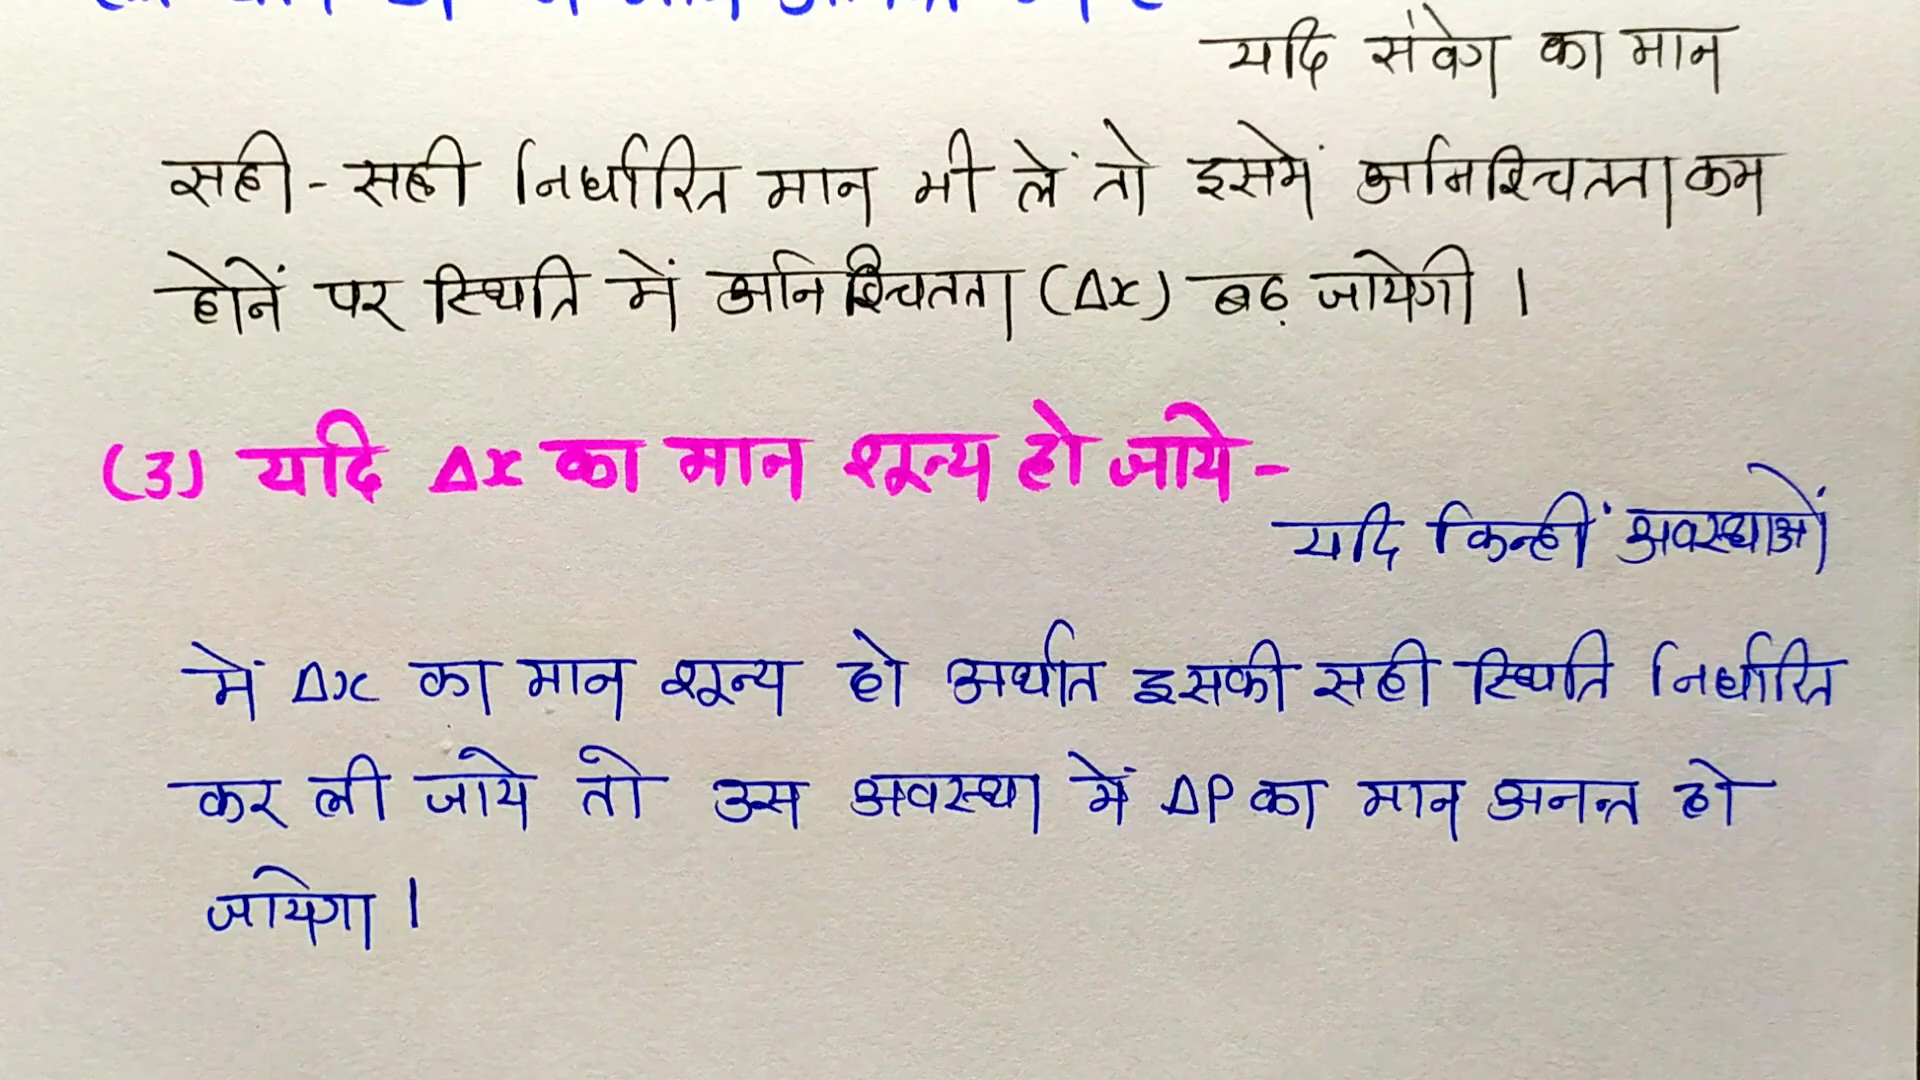 यदि संवेग का मान
सही - सही निर्धारित मान भी लें तो इसमें अनिश्चितता कम
होनें पर स्थिति में अनिश्चितता (Δx) बढ़ जायेगी ।
(3) यदि Δx का मान शून्य हो जाये -
यदि किन्हीं अवस्थाओं
में Δx का मान शून्य हो अर्थात इसकी सही स्थिति निर्धारित
कर ली जाये तो उस अवस्था में ΔP का मान अनन्त हो
जायेगा ।